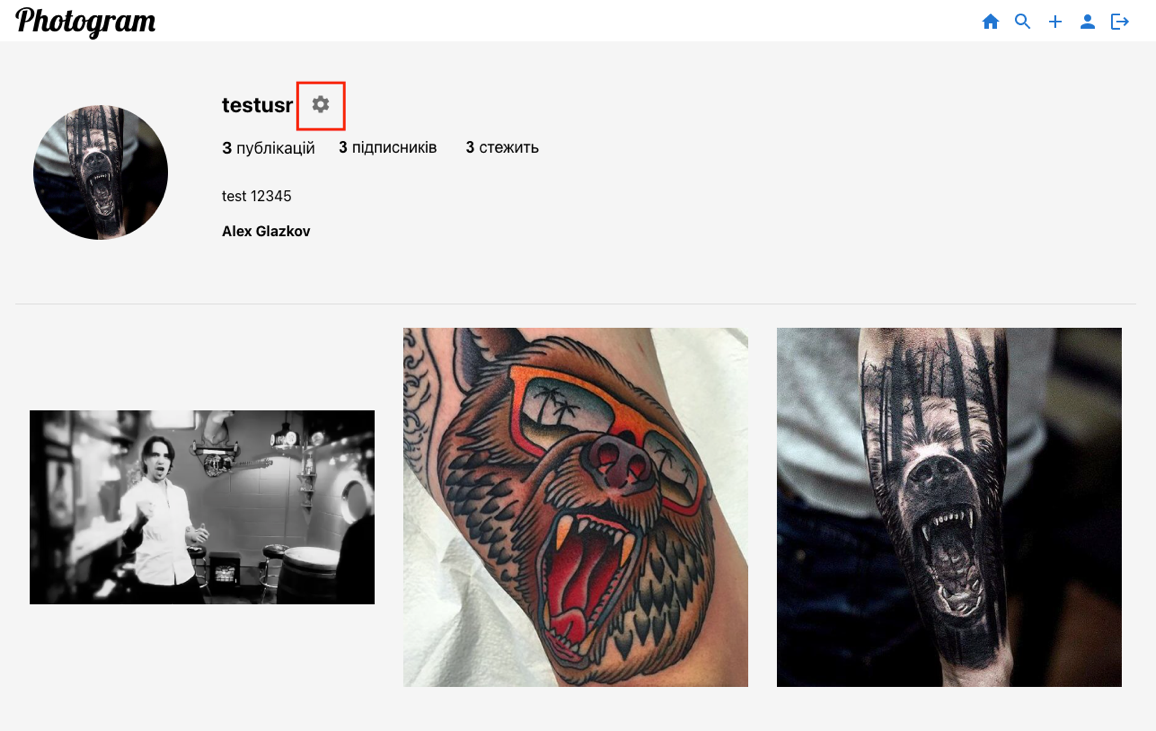 Photogram
testusr
3 публікацій 3 підписників 3 стежить
test 12345
Alex Glazkov